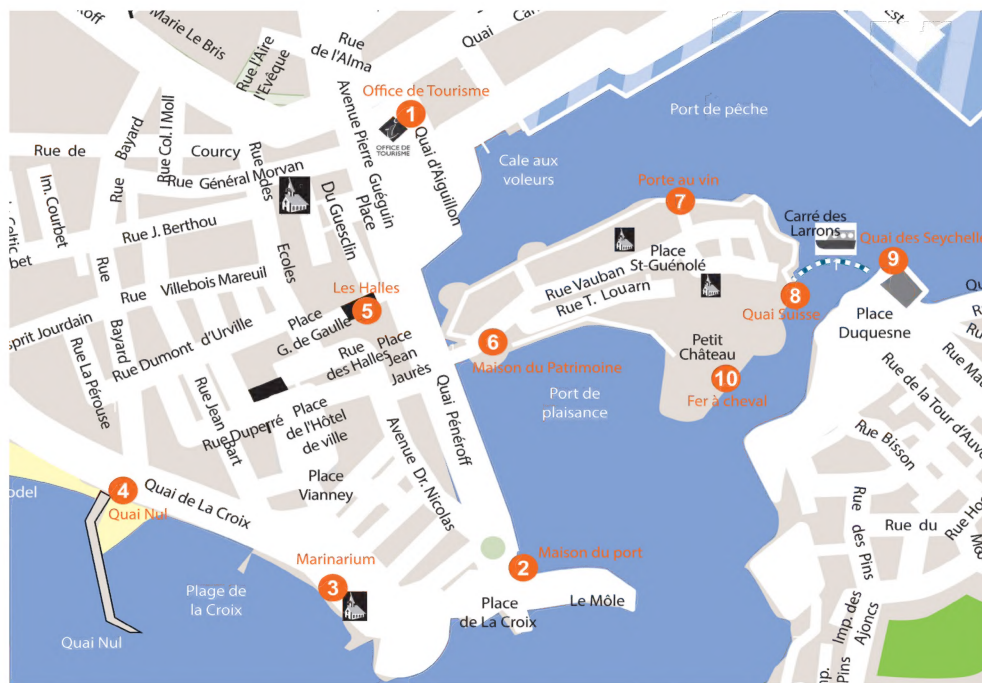 Marie Le Bris
Rue l'Aire
l'Evêque
Rue
de l'Alma
Quai
Est
Office de Tourisme
1
OFFICE DE
TOURISME
Avenue Pierre Guéguin
Quai d'Aiguillon
Port de pêche
Cale aux
voleurs
Rue de
Rue Bayard
Rue Col. I Moll
Courcy
Rue Général Morvan
Rue des Ecoles
Du Guesclin
Place
Im. Courbet
Rue J. Berthou
Porte au vin
7
Place
St-Guénolé
Carré des
Larrons
Quai des Seychelle
9
Rue Villebois Mareuil
Rue Vauban
Rue T. Louarn
8
Quai Suisse
Place
Duquesne
Les Halles
5
Place
G. de Gaulle
Rue
des Halles
Place
Jean
Jaurès
6
Maison du Patrimoine
Petit
Château
10
Fer à cheval
Port de
plaisance
sprit Jourdain
Rue Bayard
Rue Dumont d'Urville
Rue La Pérouse
Rue Jean Bart
Rue Duperré
Place
de l'Hôtel
de ville
Quai Pénéroff
Avenue Dr. Nicolas
Place
Vianney
Rue de la Tour d'Auve
Rue Bisson
Rue des Pins
Rue du
4
Quai Nul
Quai de La Croix
Marinarium
3
2
Maison du port
Plage de
la Croix
Place
de La Croix
Le Môle
Quai Nul
Imp. des
Ajoncs
Pins